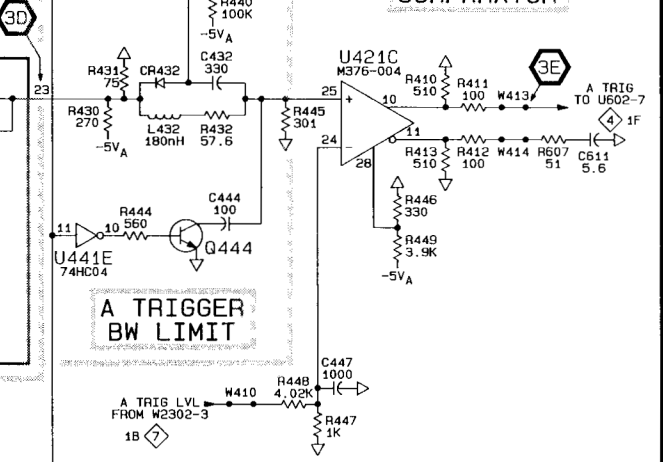 3D
R440
100K
-5VA
23
R431
75
CR432
C432
330
R430
270
-5VA
L432
180nH
R432
57.6
R445
301
U421C
M376-004
25
+
24
-
28
10
11
R410
510
R411
100
W413
3E
A TRIG
TO U602-7
4 1F
R413
510
R412
100
W414
R607
51
C611
5.6
R446
330
R449
3.9K
-5VA
C444
100
11
10
R444
560
U441E
74HC04
Q444
A TRIGGER
BW LIMIT
A TRIG LVL
FROM W2302-3
1B 7
W410
R448
4.02K
C447
1000
R447
1K